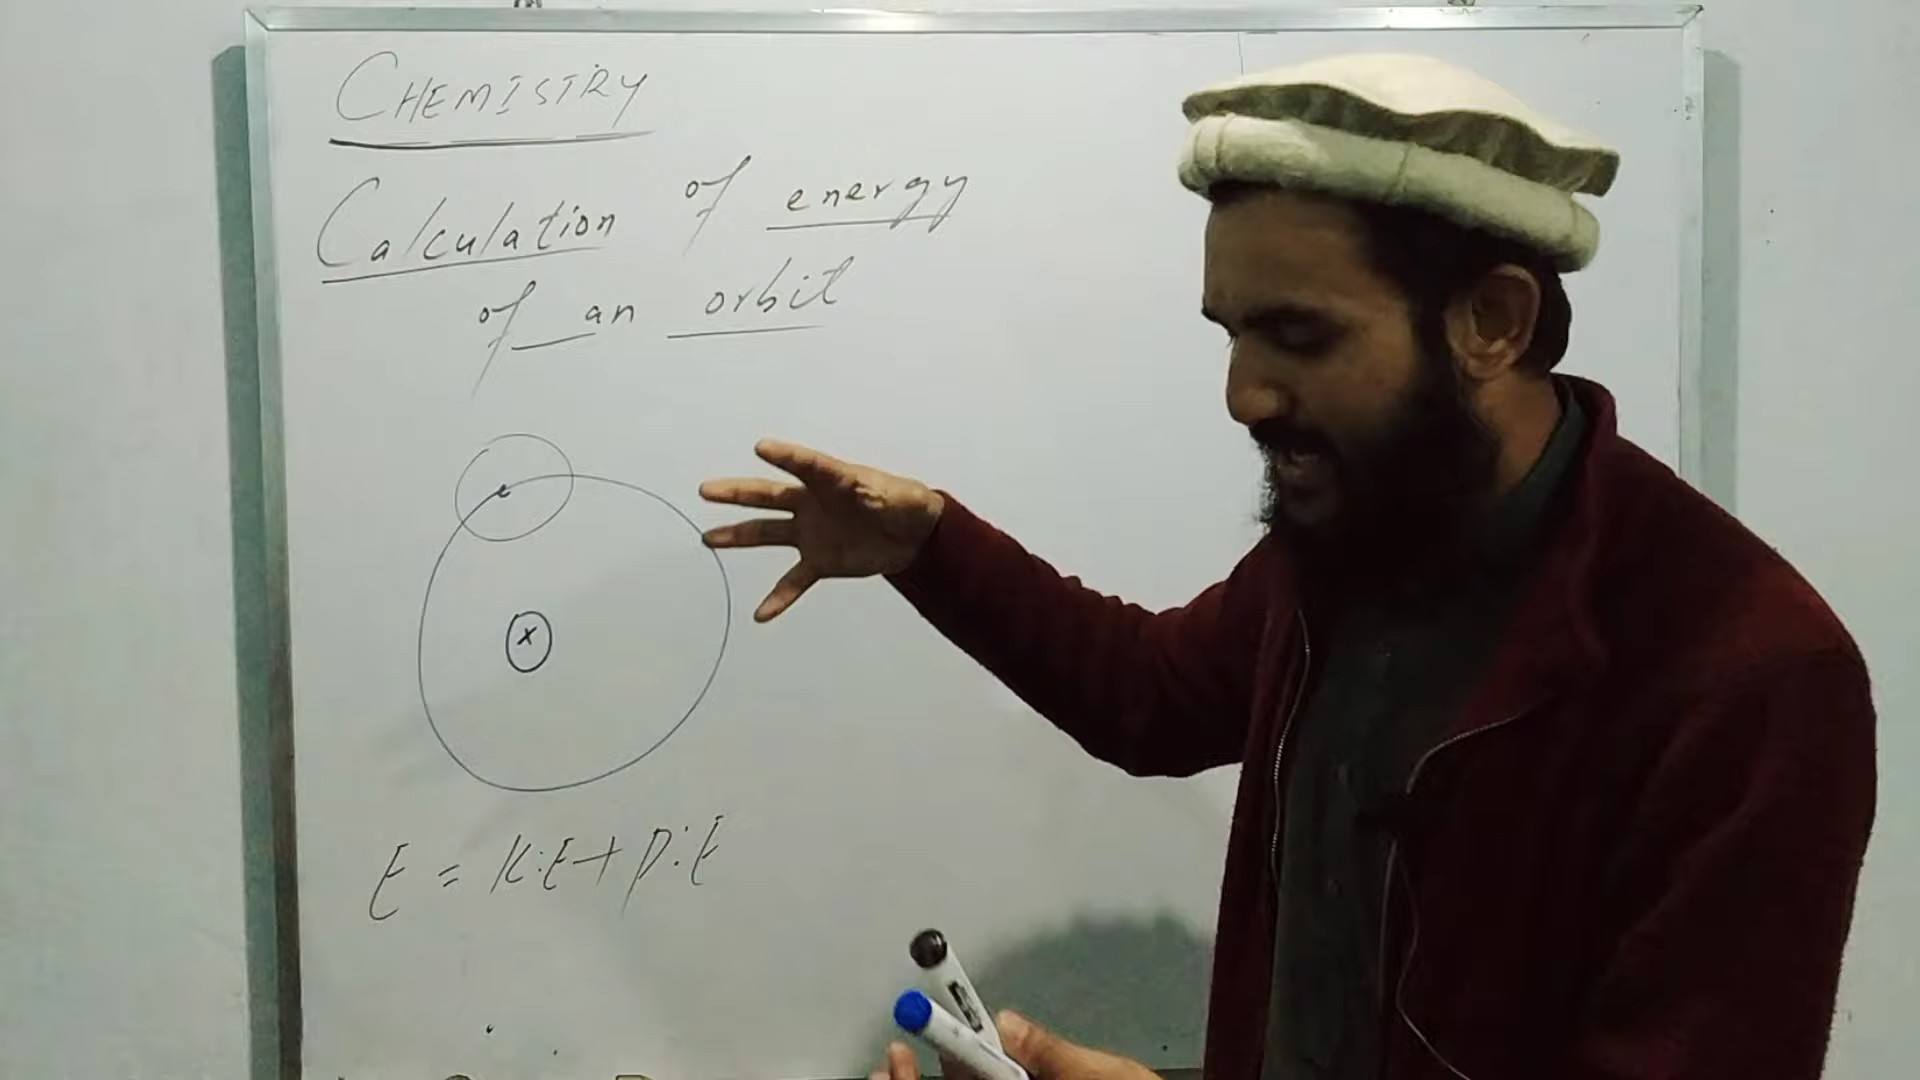 CHEMISTRY
Calculation of energy
of an orbit
e
x
E = K.E + P.E